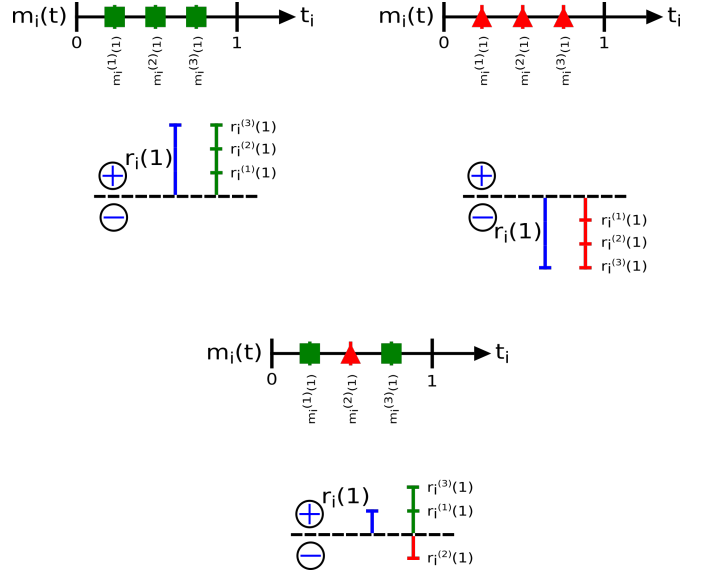 mᵢ(t) tᵢ
0 1
mᵢ⁽¹⁾(1) mᵢ⁽²⁾(1) mᵢ⁽³⁾(1)
rᵢ⁽³⁾(1)
rᵢ⁽²⁾(1)
rᵢ⁽¹⁾(1)
rᵢ(1)
+
−
mᵢ(t) tᵢ
0 1
mᵢ⁽¹⁾(1) mᵢ⁽²⁾(1) mᵢ⁽³⁾(1)
+
−
rᵢ(1)
rᵢ⁽¹⁾(1)
rᵢ⁽²⁾(1)
rᵢ⁽³⁾(1)
mᵢ(t) tᵢ
0 1
mᵢ⁽¹⁾(1) mᵢ⁽²⁾(1) mᵢ⁽³⁾(1)
rᵢ(1)
rᵢ⁽³⁾(1)
rᵢ⁽¹⁾(1)
+
−
rᵢ⁽²⁾(1)